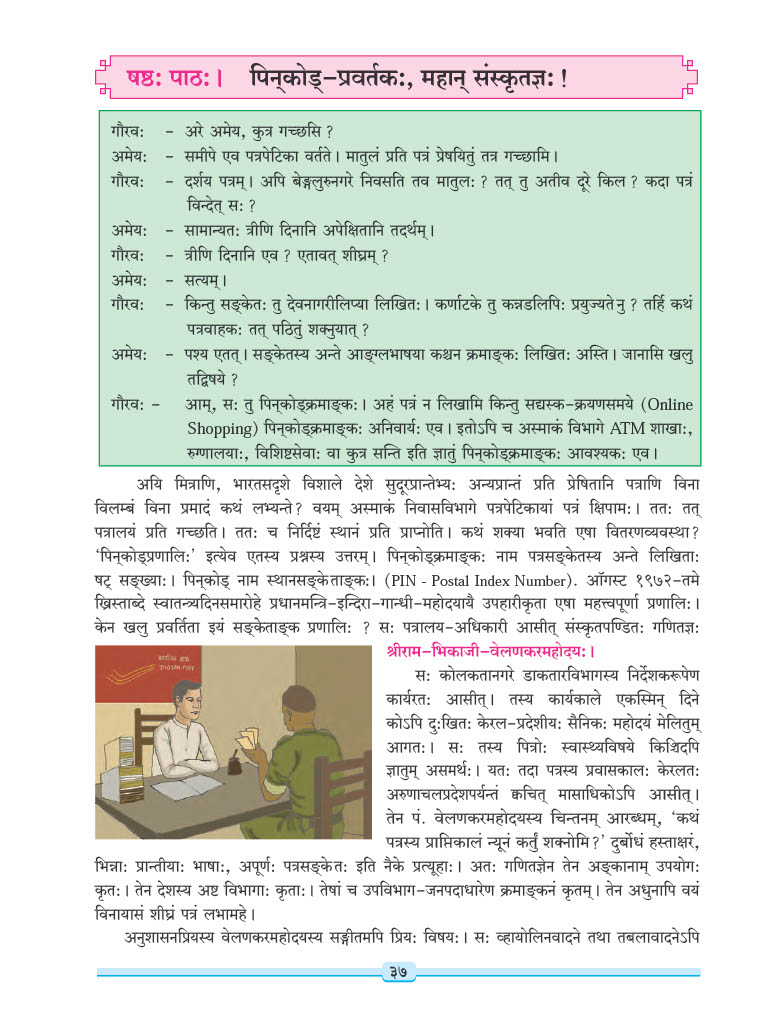 षष्ठः पाठः। पिन्कोड्-प्रवर्तकः, महान् संस्कृतज्ञः!
गौरवः - अरे अमेय, कुत्र गच्छसि ?
अमेयः - समीपे एव पत्रपेटिका वर्तते। मातुलं प्रति पत्रं प्रेषयितुं तत्र गच्छामि।
गौरवः - दर्शय पत्रम्। अपि बेङ्गलुरुनगरे निवसति तव मातुलः ? तत् तु अतीव दूरे किल ? कदा पत्रं
विन्देत् सः ?
अमेयः - सामान्यतः त्रीणि दिनानि अपेक्षितानि तदर्थम्।
गौरवः - त्रीणि दिनानि एव ? एतावत् शीघ्रम् ?
अमेयः - सत्यम्।
गौरवः - किन्तु सङ्केतः तु देवनागरीलिप्या लिखितः। कर्णाटके तु कन्नडलिपिः प्रयुज्यते नु ? तर्हि कथं
पत्रवाहकः तत् पठितुं शक्नुयात् ?
अमेयः - पश्य एतत्। सङ्केतस्य अन्ते आङ्ग्लभाषया कश्चन क्रमाङ्कः लिखितः अस्ति। जानासि खलु
तद्विषये ?
गौरवः - आम्, सः तु पिन्कोड्क्रमाङ्कः। अहं पत्रं न लिखामि किन्तु सद्यस्क-क्रयणसमये (Online
Shopping) पिन्कोड्क्रमाङ्कः अनिवार्यः एव। इतोऽपि च अस्माकं विभागे ATM शाखाः,
रुग्णालयाः, विशिष्टसेवाः वा कुत्र सन्ति इति ज्ञातुं पिन्कोड्क्रमाङ्कः आवश्यकः एव।
अयि मित्राणि, भारतसदृशे विशाले देशे सुदूरप्रान्तेभ्यः अन्यप्रान्तं प्रति प्रेषितानि पत्राणि विना
विलम्बं विना प्रमादं कथं लभ्यन्ते? वयम् अस्माकं निवासविभागे पत्रपेटिकायां पत्रं क्षिपामः। ततः तत्
पत्रालयं प्रति गच्छति। ततः च निर्दिष्टं स्थानं प्रति प्राप्नोति। कथं शक्या भवति एषा वितरणव्यवस्था?
‘पिन्कोड्प्रणालिः’ इत्येव एतस्य प्रश्नस्य उत्तरम्। पिन्कोड्क्रमाङ्कः नाम पत्रसङ्केतस्य अन्ते लिखिताः
षट् सङ्ख्याः। पिन्कोड् नाम स्थानसङ्केताङ्कः। (PIN - Postal Index Number). ऑगस्ट १९७२-तमे
ख्रिस्ताब्दे स्वातन्त्र्यदिनसमारोहे प्रधानमन्त्रि-इन्दिरा-गान्धी-महोदयायै उपहारीकृता एषा महत्त्वपूर्णा प्रणालिः।
केन खलु प्रवर्तिता इयं सङ्केताङ्क प्रणालिः ? सः पत्रालय-अधिकारी आसीत् संस्कृतपण्डितः गणितज्ञः
श्रीराम-भिकाजी-वेलणकरमहोदयः।
सः कोलकतानगरे डाकतारविभागस्य निर्देशकरूपेण
कार्यरतः आसीत्। तस्य कार्यकाले एकस्मिन् दिने
कोऽपि दुःखितः केरल-प्रदेशीयः सैनिकः महोदयं मेलितुम्
आगतः। सः तस्य पित्रोः स्वास्थ्यविषये किञ्चिदपि
ज्ञातुम् असमर्थः। यतः तदा पत्रस्य प्रवासकालः केरलतः
अरुणाचलप्रदेशपर्यन्तं क्वचित् मासाधिकोऽपि आसीत्।
तेन पं. वेलणकरमहोदयस्य चिन्तनम् आरब्धम्, ‘कथं
पत्रस्य प्राप्तिकालं न्यूनं कर्तुं शक्नोमि?’ दुर्बोधं हस्ताक्षरं,
भिन्नाः प्रान्तीयाः भाषाः, अपूर्णः पत्रसङ्केतः इति नैके प्रत्यूहाः। अतः गणितज्ञेन तेन अङ्कानाम् उपयोगः
कृतः। तेन देशस्य अष्ट विभागाः कृताः। तेषां च उपविभाग-जनपदाधारेण क्रमाङ्कनं कृतम्। तेन अधुनापि वयं
विनायासं शीघ्रं पत्रं लभामहे।
अनुशासनप्रियस्य वेलणकरमहोदयस्य सङ्गीतमपि प्रियः विषयः। सः व्हायोलिनवादने तथा तबलावादनेऽपि
३७